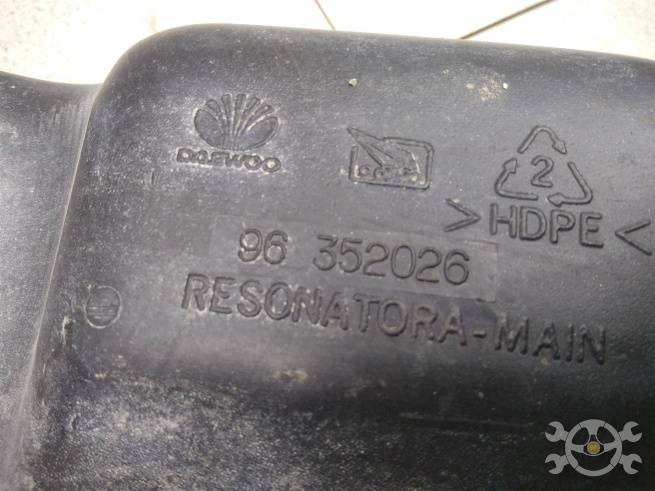 DAEWOO
2
>HDPE<
96 352026
RESONATORA-MAIN